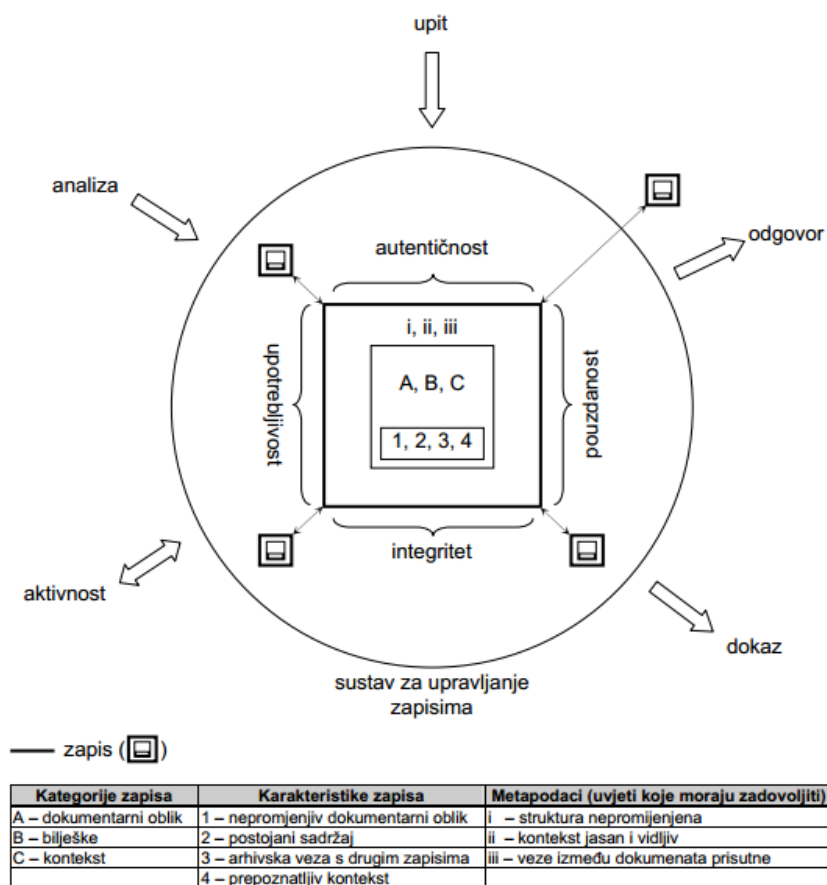 upit
analiza
odgovor
autentičnost
i, ii, iii
upotrebljivost
A, B, C
pouzdanost
1, 2, 3, 4
integritet
aktivnost
dokaz
sustav za upravljanje
zapisima
zapis ( )
Kategorije zapisa Karakteristike zapisa Metapodaci (uvjeti koje moraju zadovoljiti)
A – dokumentarni oblik 1 – nepromjenjiv dokumentarni oblik i – struktura nepromijenjena
B – bilješke 2 – postojani sadržaj ii – kontekst jasan i vidljiv
C – kontekst 3 – arhivska veza s drugim zapisima iii – veze između dokumenata prisutne
4 – prepoznatljiv kontekst